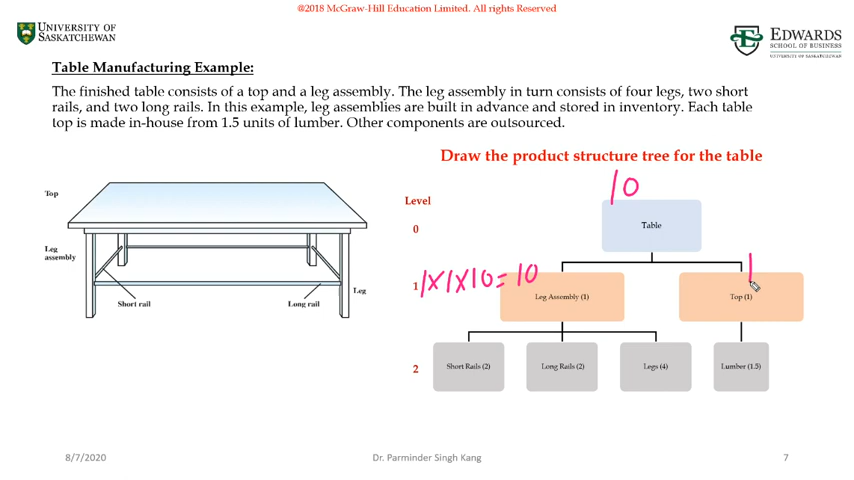 @2018 McGraw-Hill Education Limited. All rights Reserved
UNIVERSITY OF
SASKATCHEWAN
EDWARDS
SCHOOL OF BUSINESS
UNIVERSITY OF SASKATCHEWAN
Table Manufacturing Example:
The finished table consists of a top and a leg assembly. The leg assembly in turn consists of four legs, two short
rails, and two long rails. In this example, leg assemblies are built in advance and stored in inventory. Each table
top is made in-house from 1.5 units of lumber. Other components are outsourced.
Draw the product structure tree for the table
Top
Leg
assembly
Short rail
Long rail
Leg
Level
0
1
2
10
Table
1X1X10=10
1
Leg Assembly (1)
Top (1)
Short Rails (2)
Long Rails (2)
Legs (4)
Lumber (1.5)
8/7/2020
Dr. Parminder Singh Kang
7